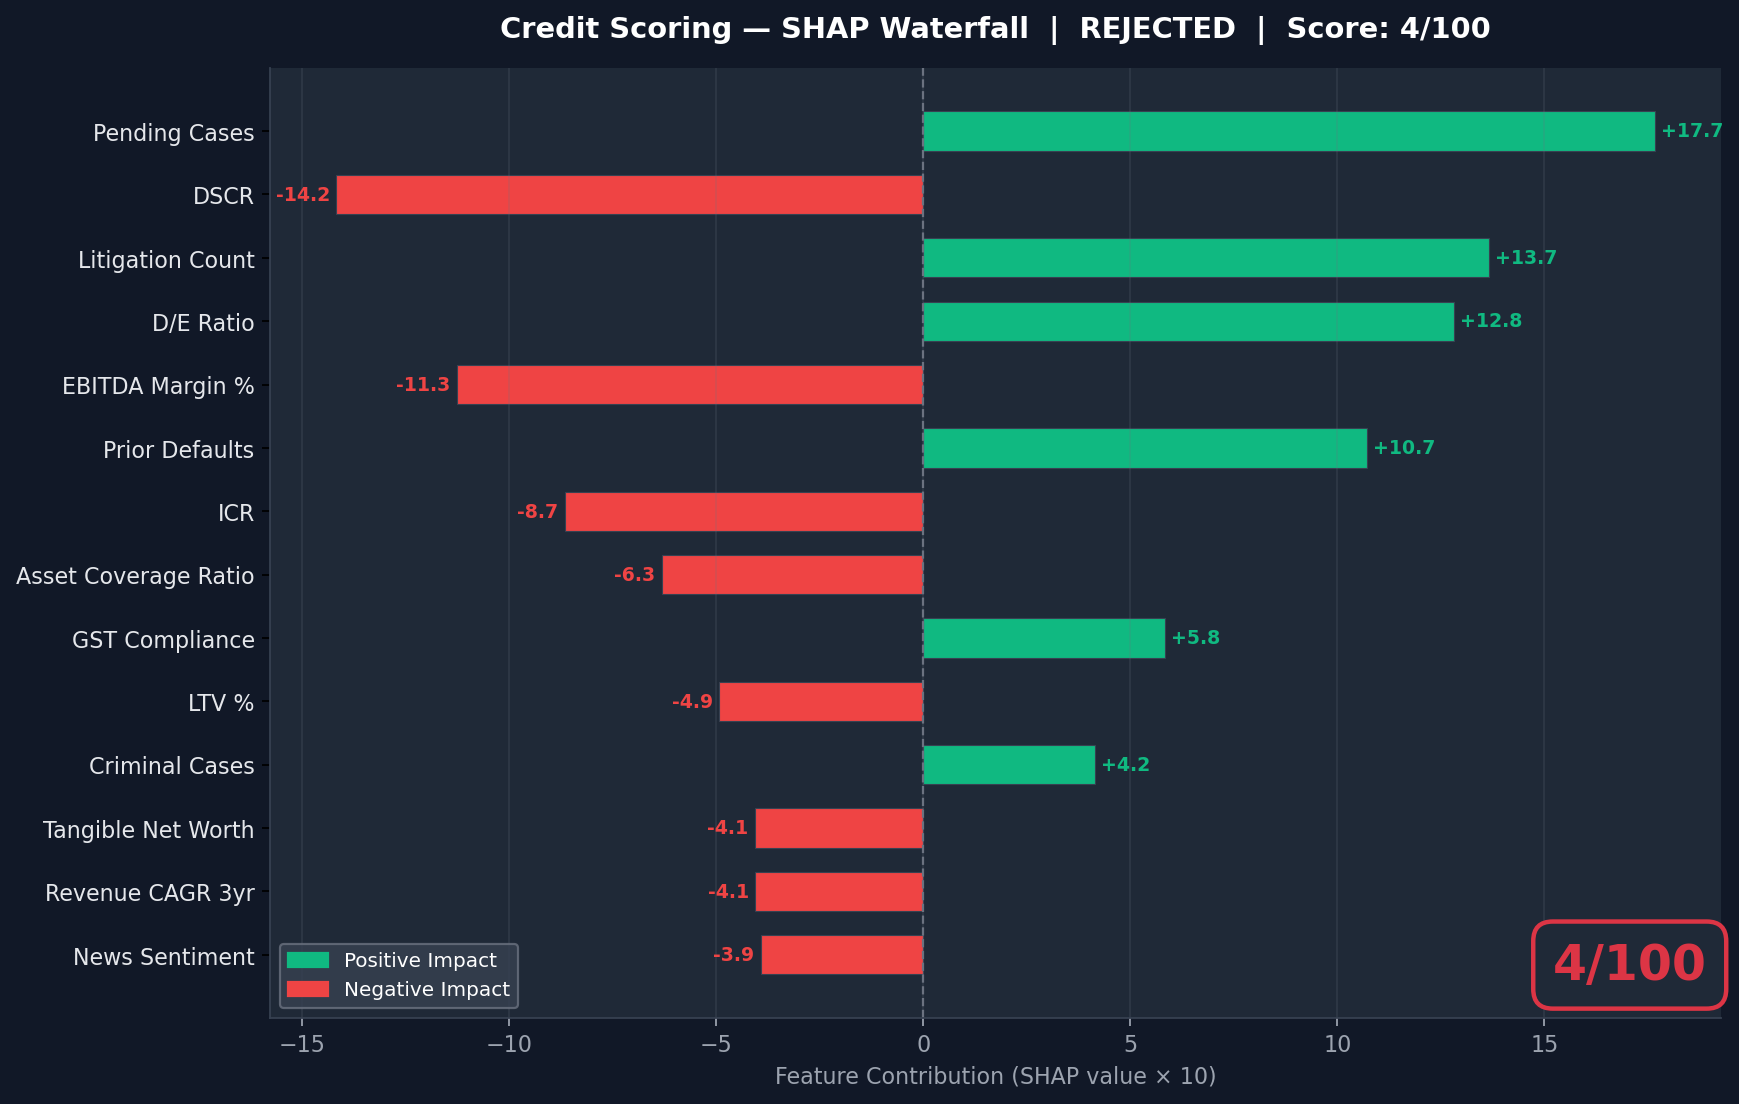 Credit Scoring — SHAP Waterfall | REJECTED | Score: 4/100
Pending Cases +17.7
DSCR -14.2
Litigation Count +13.7
D/E Ratio +12.8
EBITDA Margin % -11.3
Prior Defaults +10.7
ICR -8.7
Asset Coverage Ratio -6.3
GST Compliance +5.8
LTV % -4.9
Criminal Cases +4.2
Tangible Net Worth -4.1
Revenue CAGR 3yr -4.1
News Sentiment -3.9
Positive Impact
Negative Impact
4/100
−15 −10 −5 0 5 10 15
Feature Contribution (SHAP value × 10)